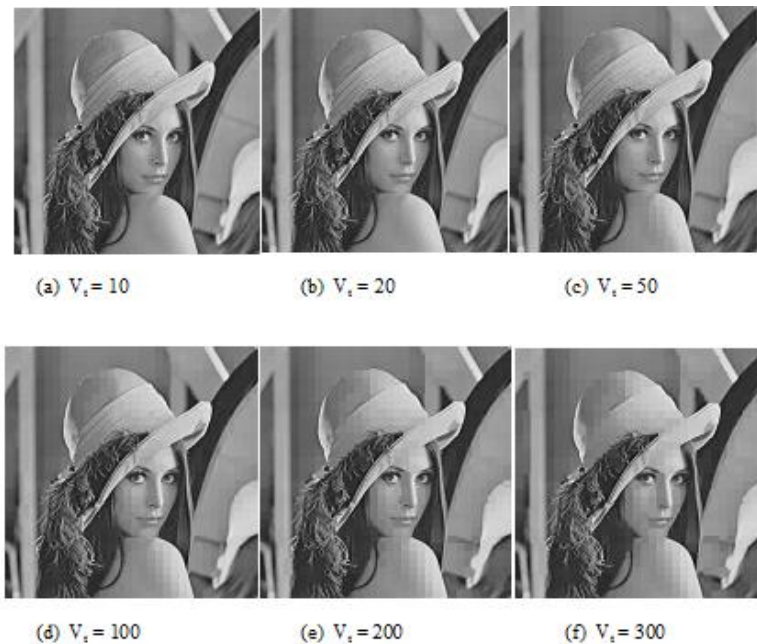 (a) Vₜ = 10
(b) Vₜ = 20
(c) Vₜ = 50
(d) Vₜ = 100
(e) Vₜ = 200
(f) Vₜ = 300